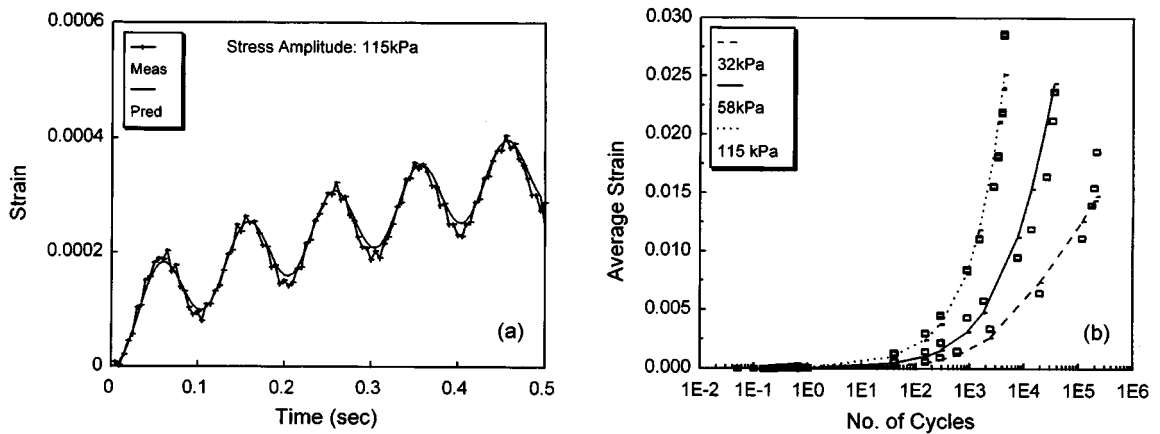 0.0006
Meas
Pred
Stress Amplitude: 115kPa
0.0004
0.0002
0
Strain
(a)
0 0.1 0.2 0.3 0.4 0.5
Time (sec)
0.030
0.025
0.020
0.015
0.010
0.005
0.000
Average Strain
32kPa
58kPa
115 kPa
(b)
1E-2 1E-1 1E0 1E1 1E2 1E3 1E4 1E5 1E6
No. of Cycles